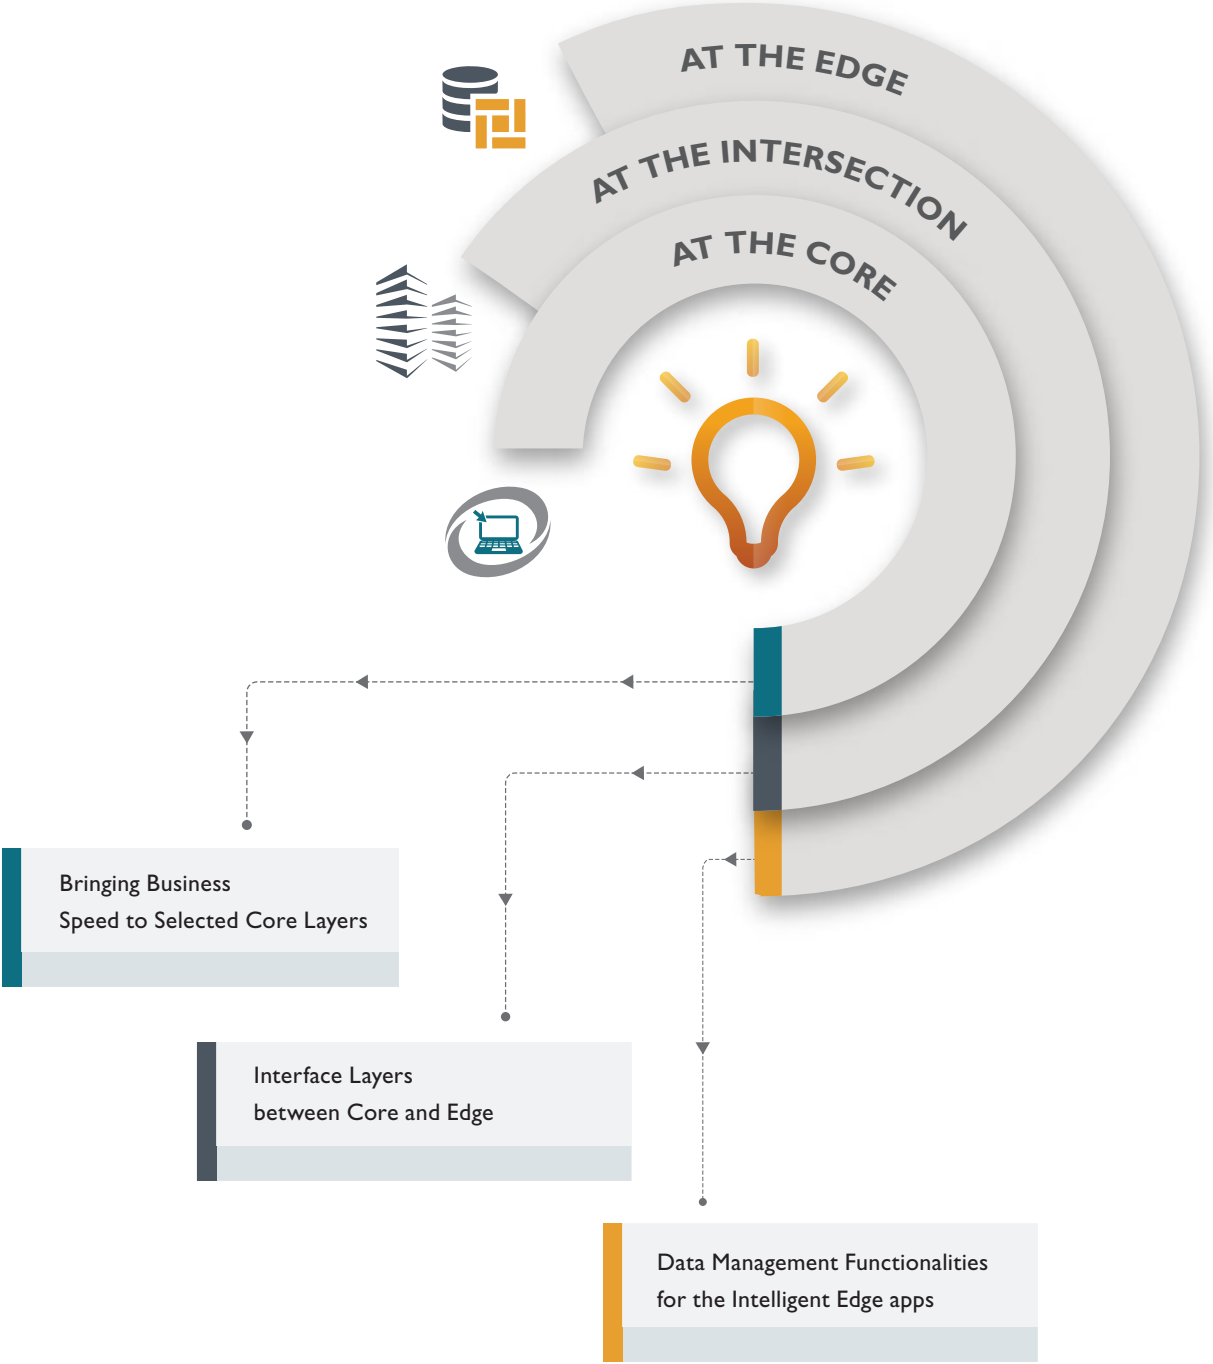 AT THE EDGE
AT THE INTERSECTION
AT THE CORE
Bringing Business
Speed to Selected Core Layers
Interface Layers
between Core and Edge
Data Management Functionalities
for the Intelligent Edge apps